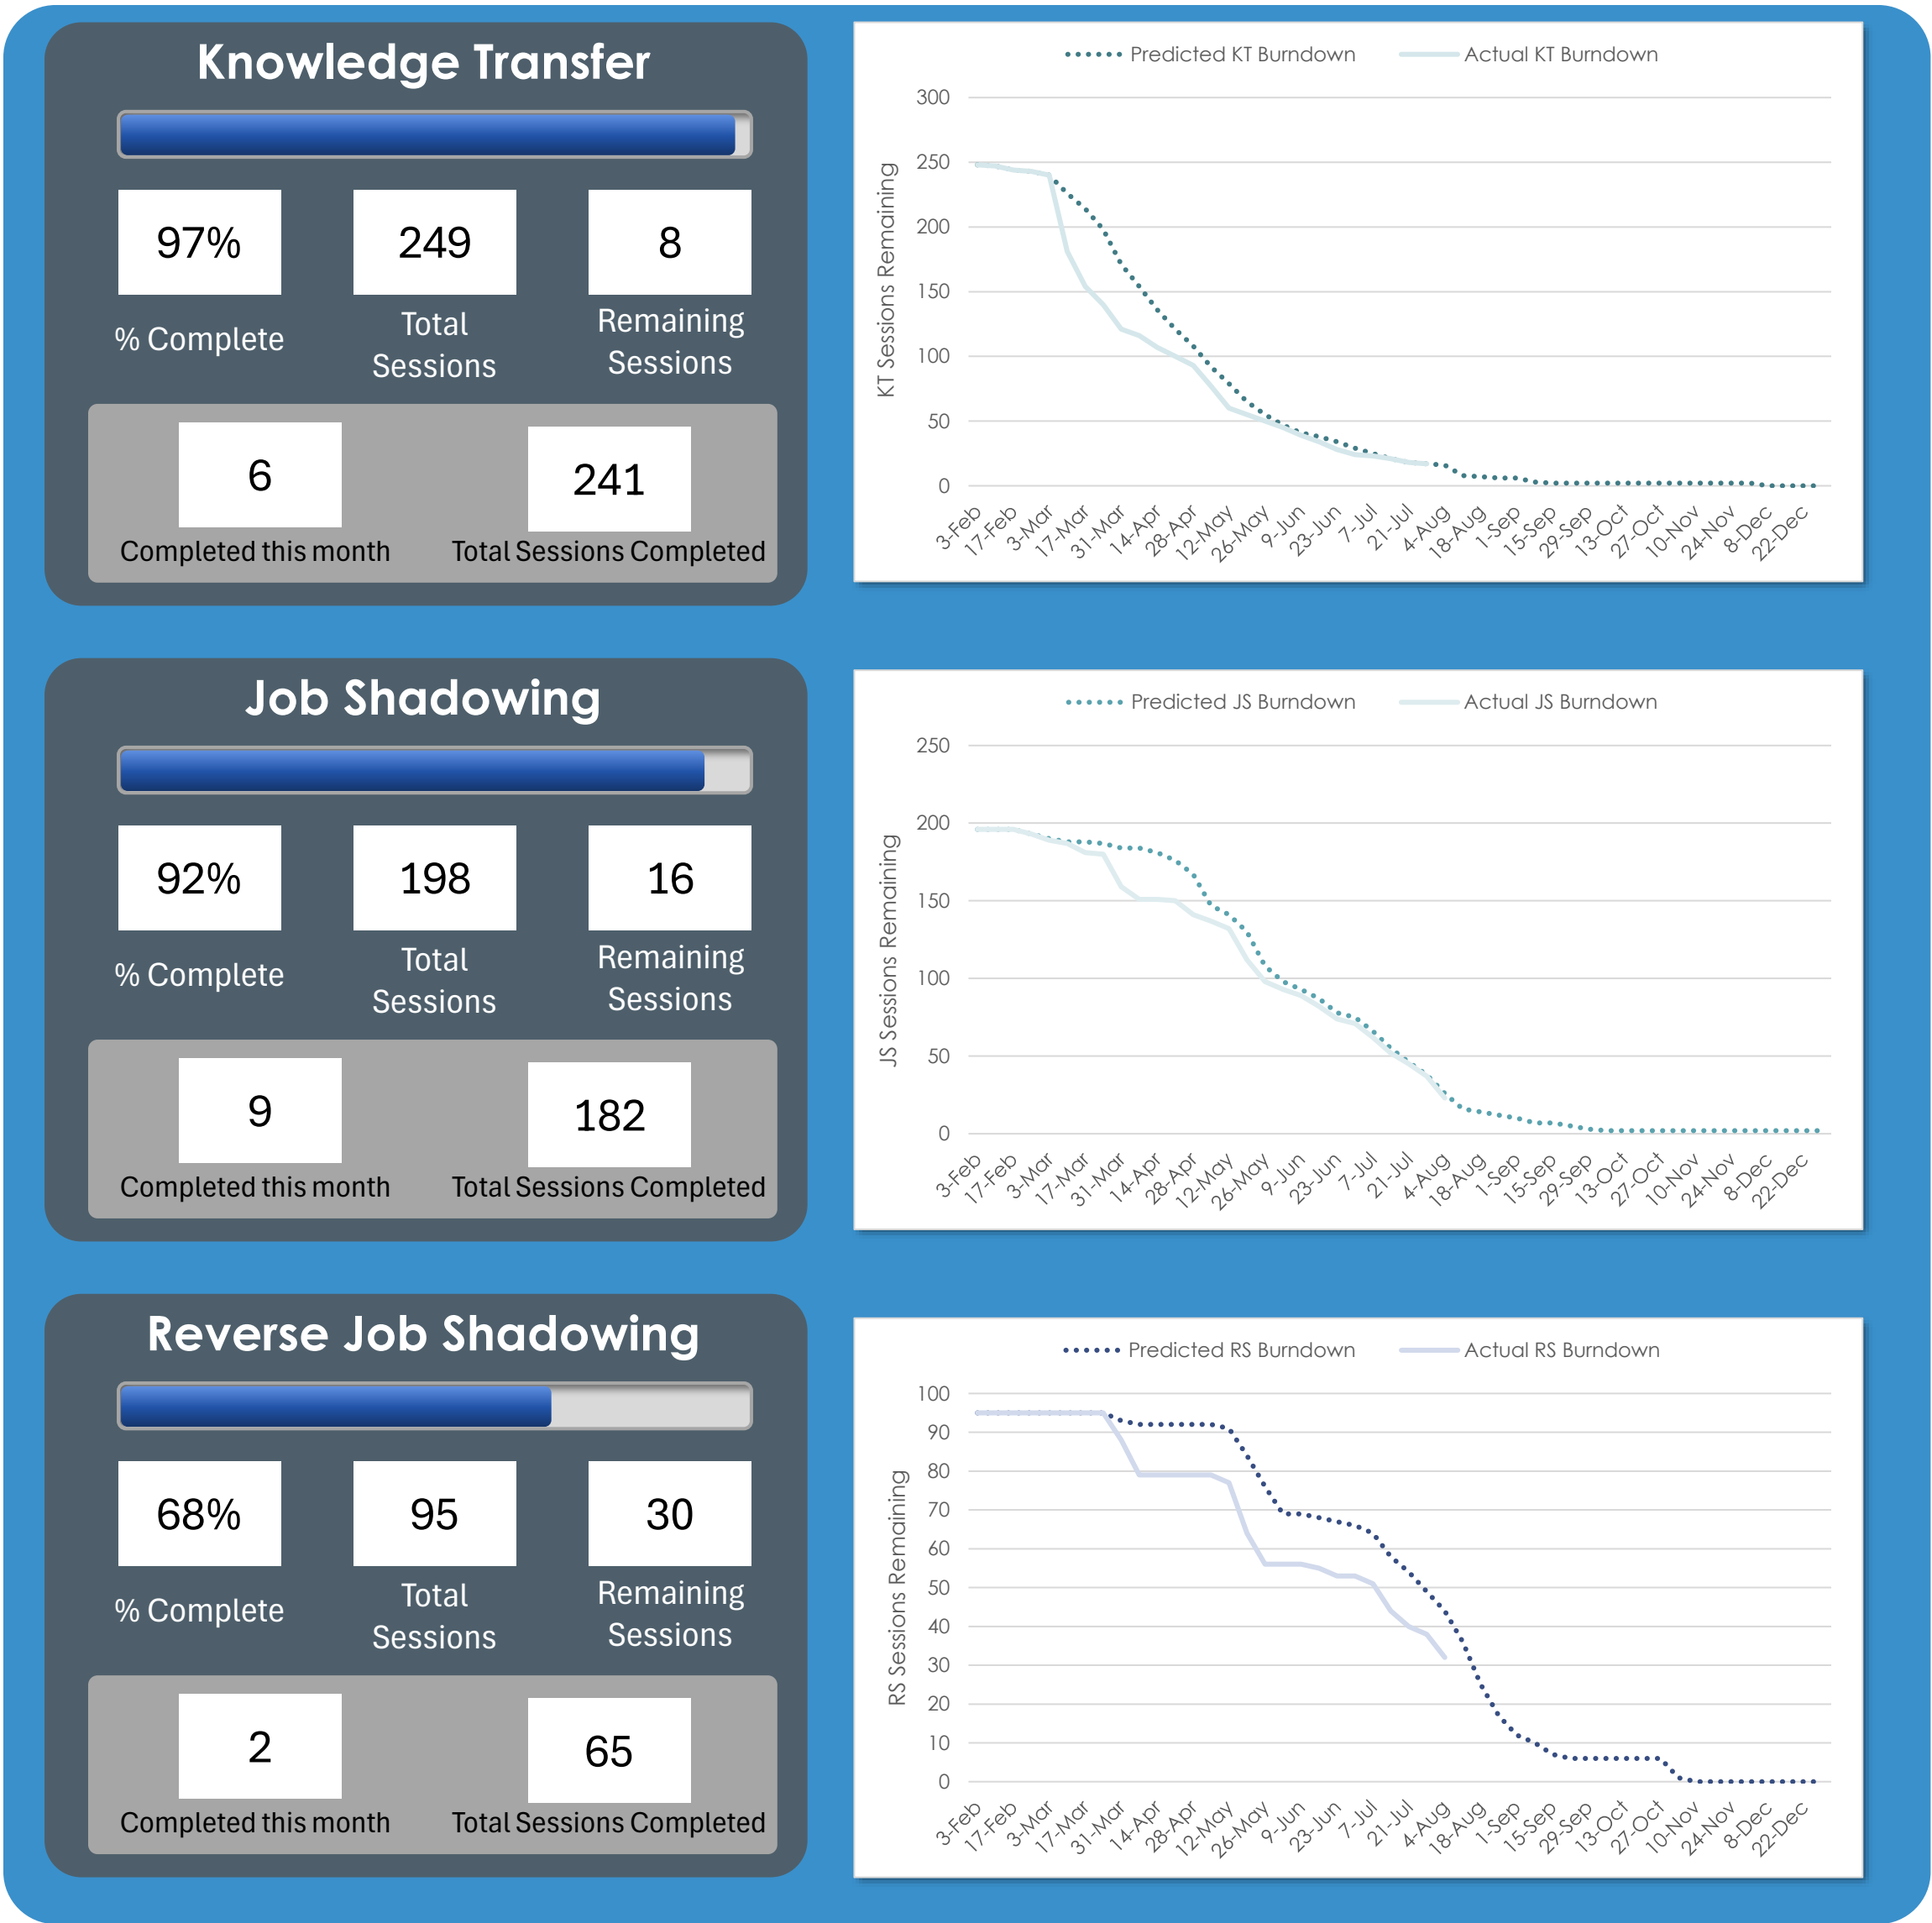 Knowledge Transfer
97%
249
8
% Complete
Total
Sessions
Remaining
Sessions
6
241
Completed this month
Total Sessions Completed
Predicted KT Burndown
Actual KT Burndown
KT Sessions Remaining
300
250
200
150
100
50
0
3-Feb
17-Feb
3-Mar
17-Mar
31-Mar
14-Apr
28-Apr
12-May
26-May
9-Jun
23-Jun
7-Jul
21-Jul
4-Aug
18-Aug
1-Sep
15-Sep
29-Sep
13-Oct
27-Oct
10-Nov
24-Nov
8-Dec
22-Dec
Job Shadowing
92%
198
16
% Complete
Total
Sessions
Remaining
Sessions
9
182
Completed this month
Total Sessions Completed
Predicted JS Burndown
Actual JS Burndown
JS Sessions Remaining
250
200
150
100
50
0
3-Feb
17-Feb
3-Mar
17-Mar
31-Mar
14-Apr
28-Apr
12-May
26-May
9-Jun
23-Jun
7-Jul
21-Jul
4-Aug
18-Aug
1-Sep
15-Sep
29-Sep
13-Oct
27-Oct
10-Nov
24-Nov
8-Dec
22-Dec
Reverse Job Shadowing
68%
95
30
% Complete
Total
Sessions
Remaining
Sessions
2
65
Completed this month
Total Sessions Completed
Predicted RS Burndown
Actual RS Burndown
RS Sessions Remaining
100
90
80
70
60
50
40
30
20
10
0
3-Feb
17-Feb
3-Mar
17-Mar
31-Mar
14-Apr
28-Apr
12-May
26-May
9-Jun
23-Jun
7-Jul
21-Jul
4-Aug
18-Aug
1-Sep
15-Sep
29-Sep
13-Oct
27-Oct
10-Nov
24-Nov
8-Dec
22-Dec